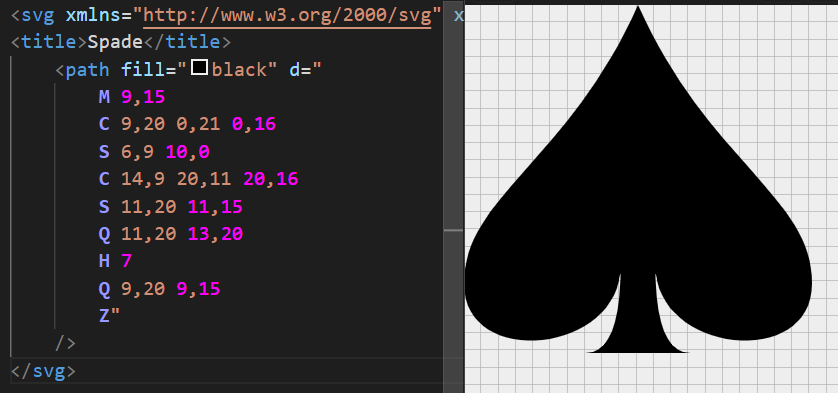 <svg xmlns="http://www.w3.org/2000/svg" x
<title>Spade</title>
<path fill="black" d="
M 9,15
C 9,20 0,21 0,16
S 6,9 10,0
C 14,9 20,11 20,16
S 11,20 11,15
Q 11,20 13,20
H 7
Q 9,20 9,15
Z"
/>
</svg>